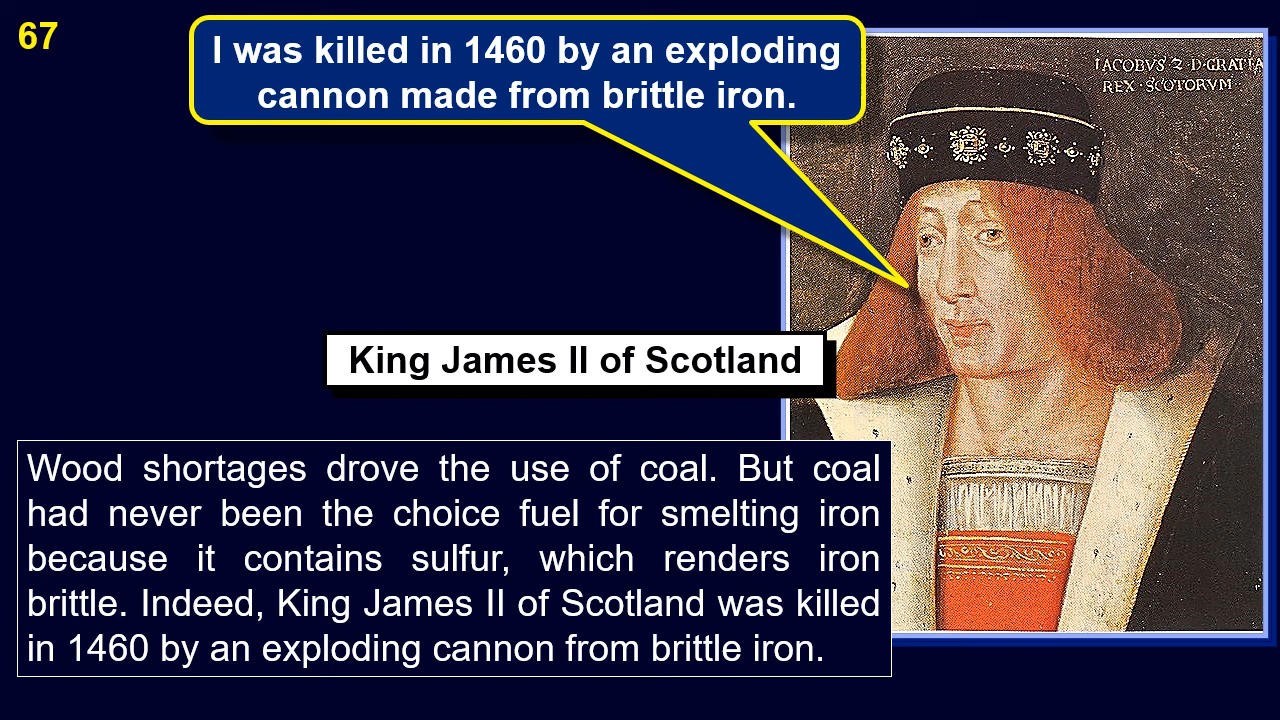 67
I was killed in 1460 by an exploding
cannon made from brittle iron.
IACOBVS 2 D·GRATIA
REX·SCOTORVM
King James II of Scotland
Wood shortages drove the use of coal. But coal
had never been the choice fuel for smelting iron
because it contains sulfur, which renders iron
brittle. Indeed, King James II of Scotland was killed
in 1460 by an exploding cannon from brittle iron.